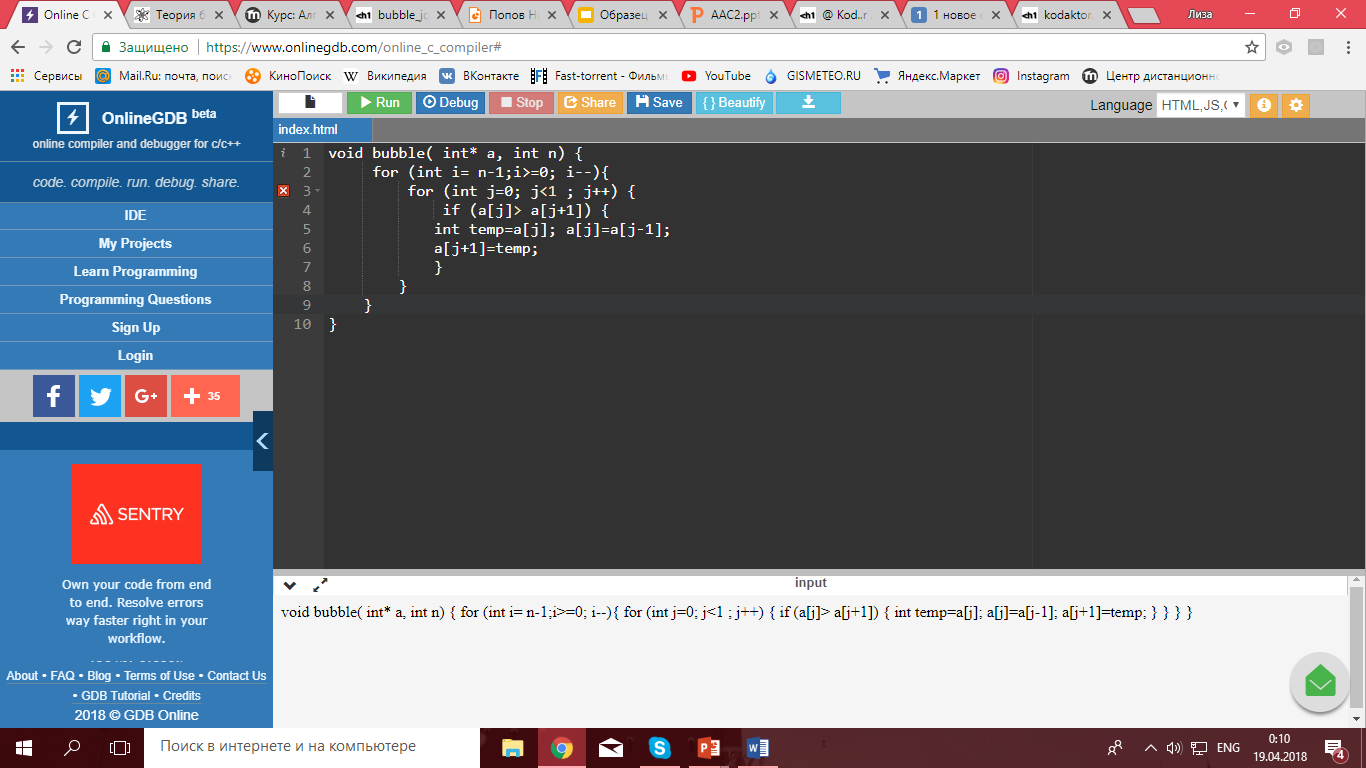 Online C
Теория б
Курс: Алг
bubble_jc
Попов Н
Образец
AAC2.pp
@ Kod..r
1 новое с
kodaktor.
Лиза
Защищено https://www.onlinegdb.com/online_c_compiler#
Сервисы Mail.Ru: почта, поиск КиноПоиск Википедия ВКонтакте Fast-torrent - Фильмы YouTube GISMETEO.RU Яндекс.Маркет Instagram Центр дистанционно
OnlineGDB beta
online compiler and debugger for c/c++
code. compile. run. debug. share.
IDE
My Projects
Learn Programming
Programming Questions
Sign Up
Login
35
SENTRY
Own your code from end
to end. Resolve errors
way faster right in your
workflow.
About • FAQ • Blog • Terms of Use • Contact Us
• GDB Tutorial • Credits
2018 © GDB Online
Run Debug Stop Share Save { } Beautify
Language HTML,JS,
index.html
1 void bubble( int* a, int n) {
2 for (int i= n-1;i>=0; i--){
3 for (int j=0; j<1 ; j++) {
4 if (a[j]> a[j+1]) {
5 int temp=a[j]; a[j]=a[j-1];
6 a[j+1]=temp;
7 }
8 }
9 }
10 }
input
void bubble( int* a, int n) { for (int i= n-1;i>=0; i--){ for (int j=0; j<1 ; j++) { if (a[j]> a[j+1]) { int temp=a[j]; a[j]=a[j-1]; a[j+1]=temp; } } } }
Поиск в интернете и на компьютере
ENG
0:10
19.04.2018
4